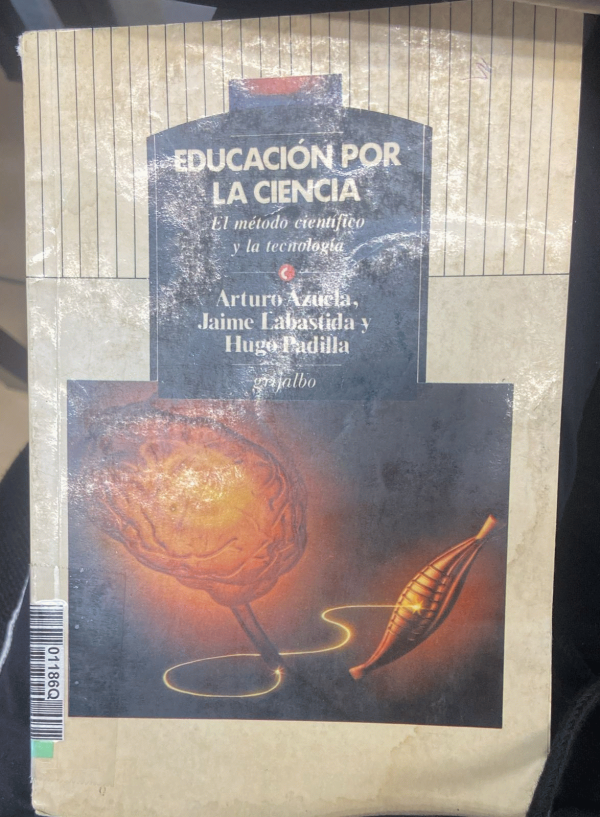 EDUCACIÓN POR
LA CIENCIA
El método científico
y la tecnología
Arturo Azuela,
Jaime Labastida y
Hugo Padilla
grijalbo
01186Q